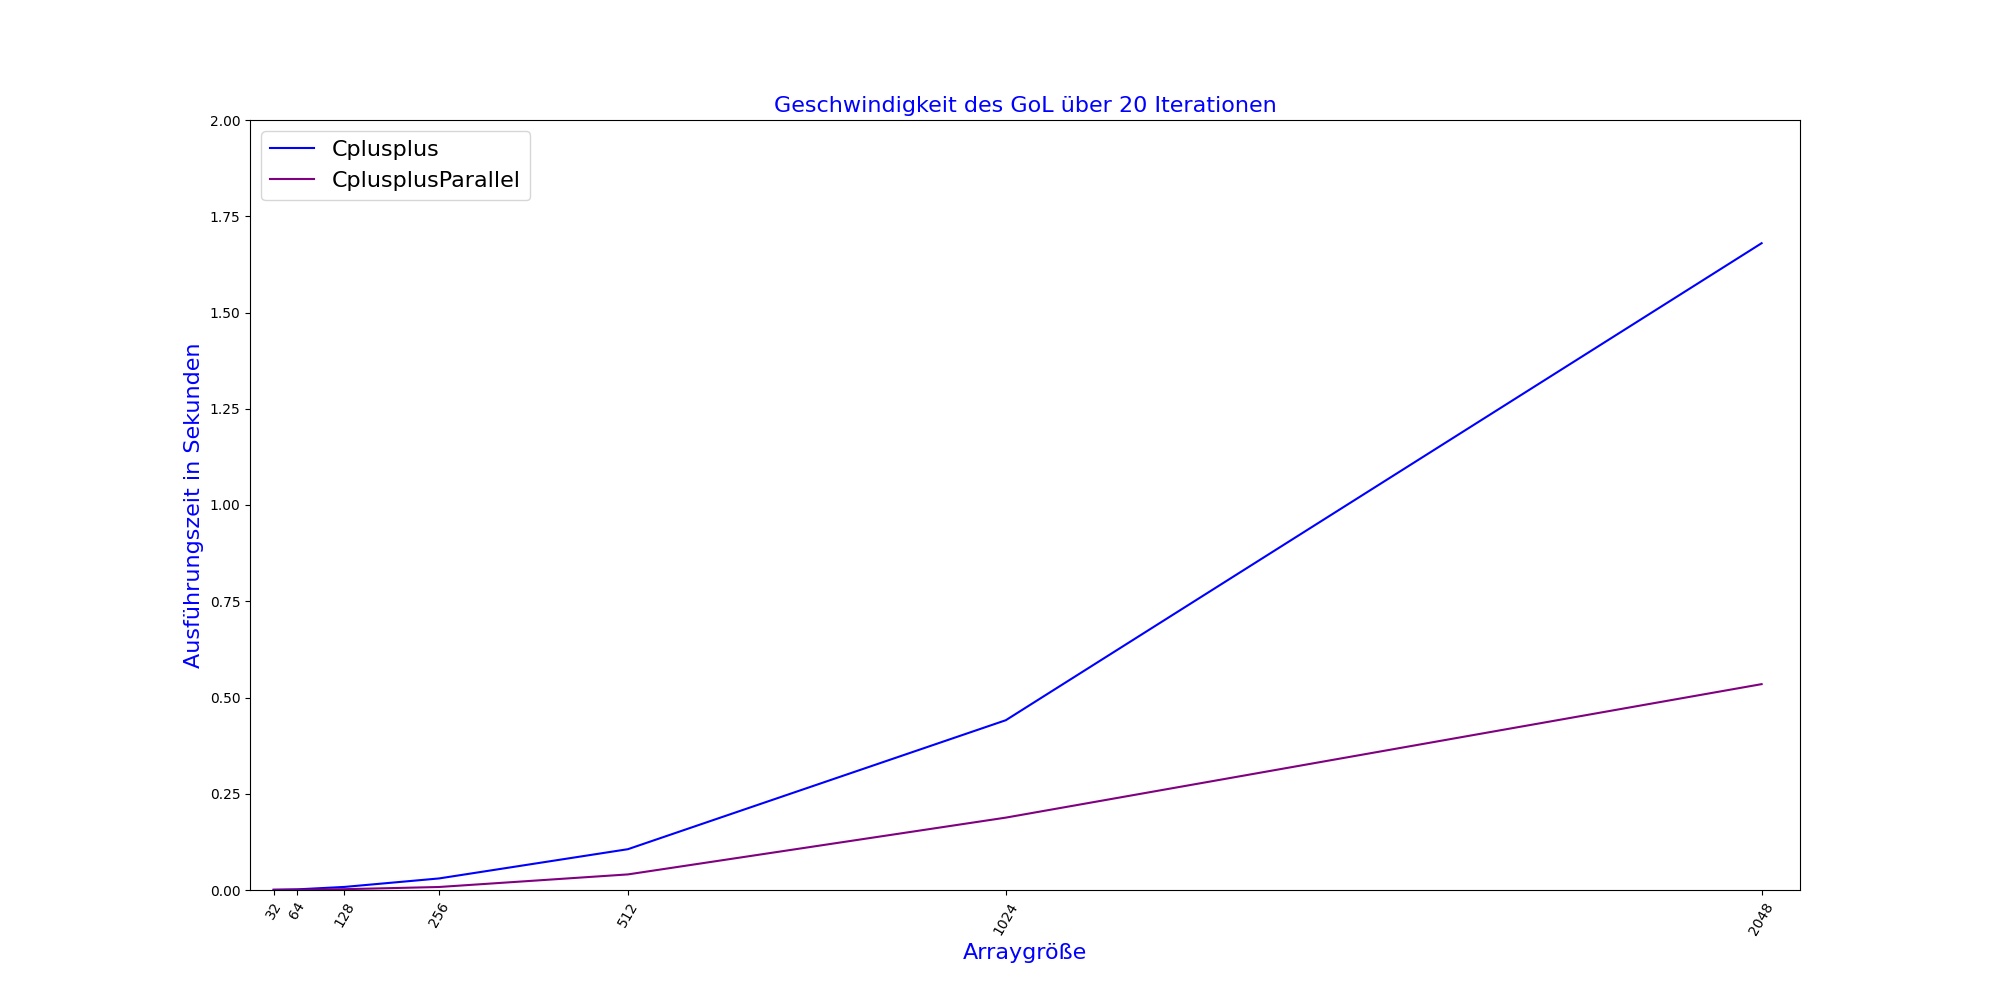 Geschwindigkeit des GoL über 20 Iterationen
Cplusplus
CplusplusParallel
Ausführungszeit in Sekunden
2.00
1.75
1.50
1.25
1.00
0.75
0.50
0.25
0.00
32 64 128 256 512 1024 2048
Arraygröße